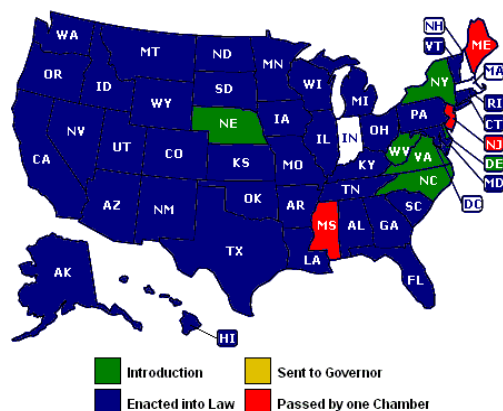 WA
MT
ND
MN
NH
VT
ME
OR
ID
SD
WI
NY
MA
WY
MI
RI
NE
IA
PA
CT
NV
UT
CO
IL
IN
OH
NJ
CA
KS
MO
WV
VA
DE
KY
MD
NC
DC
AZ
NM
OK
AR
TN
SC
TX
MS
AL
GA
LA
AK
FL
HI
Introduction
Sent to Governor
Enacted into Law
Passed by one Chamber